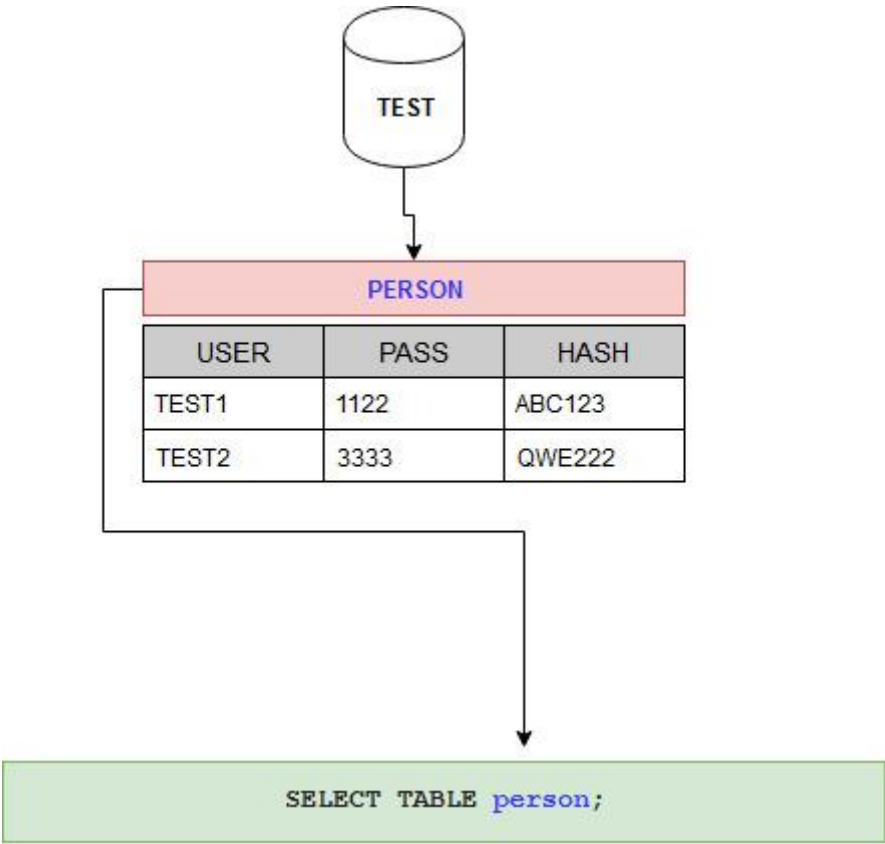 TEST
PERSON
USER PASS HASH
TEST1 1122 ABC123
TEST2 3333 QWE222
SELECT TABLE person;